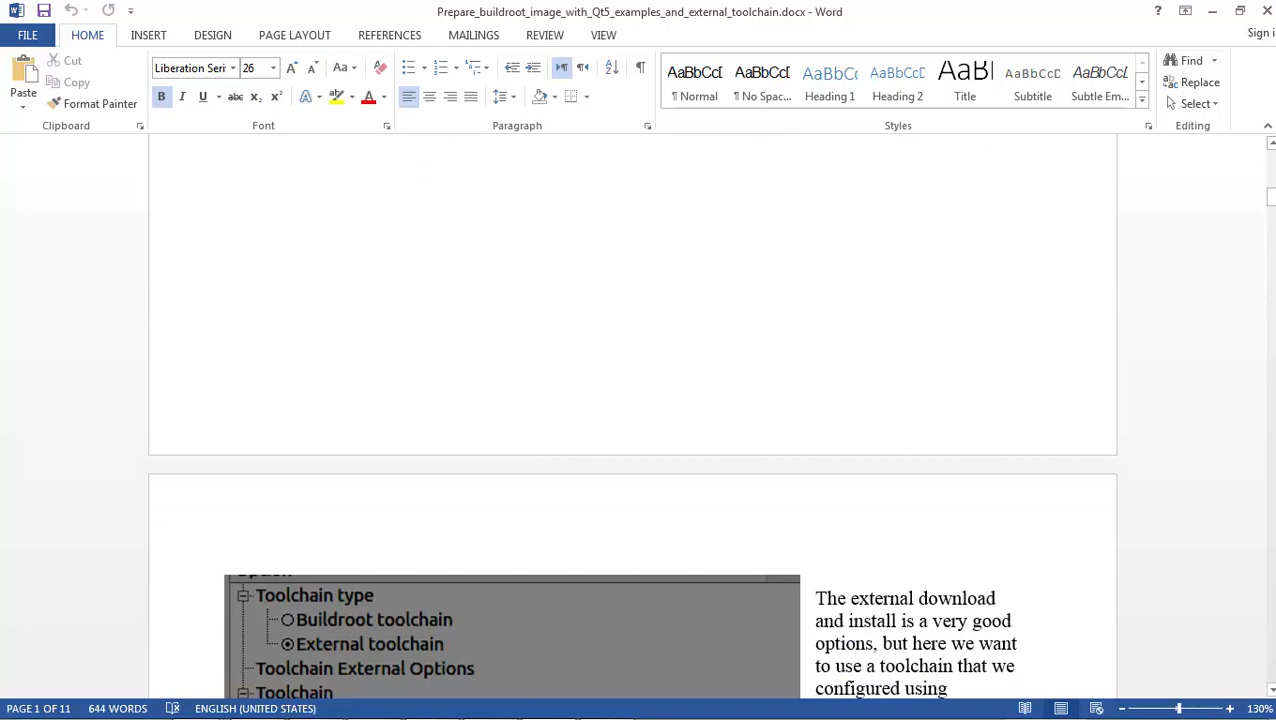 Prepare_buildroot_image_with_Qt5_examples_and_external_toolchain.docx - Word
Sign i
FILE HOME INSERT DESIGN PAGE LAYOUT REFERENCES MAILINGS REVIEW VIEW
Paste
Cut
Copy
Format Painter
Clipboard
Liberation Seri 26
Font
Paragraph
AaBbCcD AaBbCcD AaBbCc AaBbCcD AaBl AaBbCcD AaBbCcL
¶ Normal ¶ No Spac... Heading 1 Heading 2 Title Subtitle Subtle Em...
Styles
Find
Replace
Select
Editing
Toolchain type
Buildroot toolchain
External toolchain
Toolchain External Options
Toolchain
The external download
and install is a very good
options, but here we want
to use a toolchain that we
configured using
PAGE 1 OF 11 644 WORDS ENGLISH (UNITED STATES) 130%